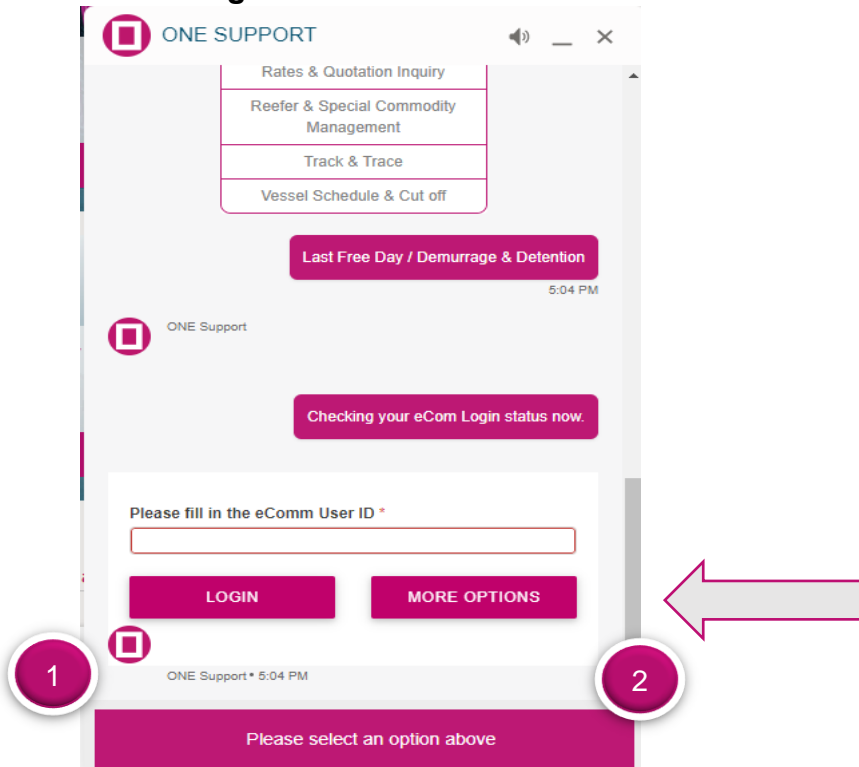 ONE SUPPORT
Rates & Quotation Inquiry
Reefer & Special Commodity
Management
Track & Trace
Vessel Schedule & Cut off
Last Free Day / Demurrage & Detention
5:04 PM
ONE Support
Checking your eCom Login status now.
Please fill in the eComm User ID *
LOGIN
MORE OPTIONS
1
ONE Support • 5:04 PM
2
Please select an option above